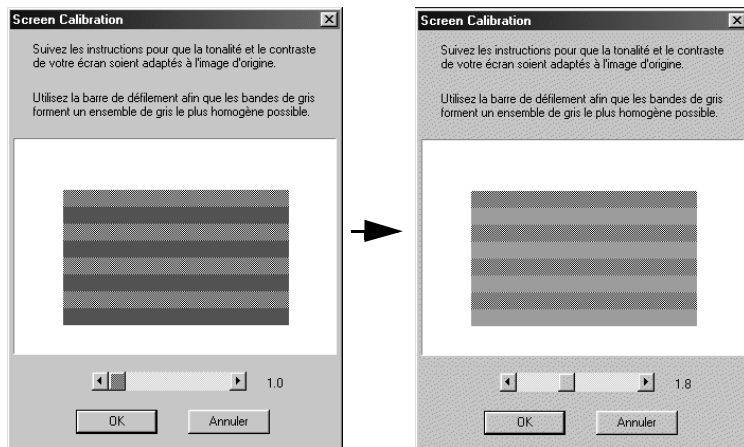 Screen Calibration
Suivez les instructions pour que la tonalité et le contraste
de votre écran soient adaptés à l'image d'origine.
Utilisez la barre de défilement afin que les bandes de gris
forment un ensemble de gris le plus homogène possible.
1.0
OK
Annuler
Screen Calibration
Suivez les instructions pour que la tonalité et le contraste
de votre écran soient adaptés à l'image d'origine.
Utilisez la barre de défilement afin que les bandes de gris
forment un ensemble de gris le plus homogène possible.
1.8
OK
Annuler